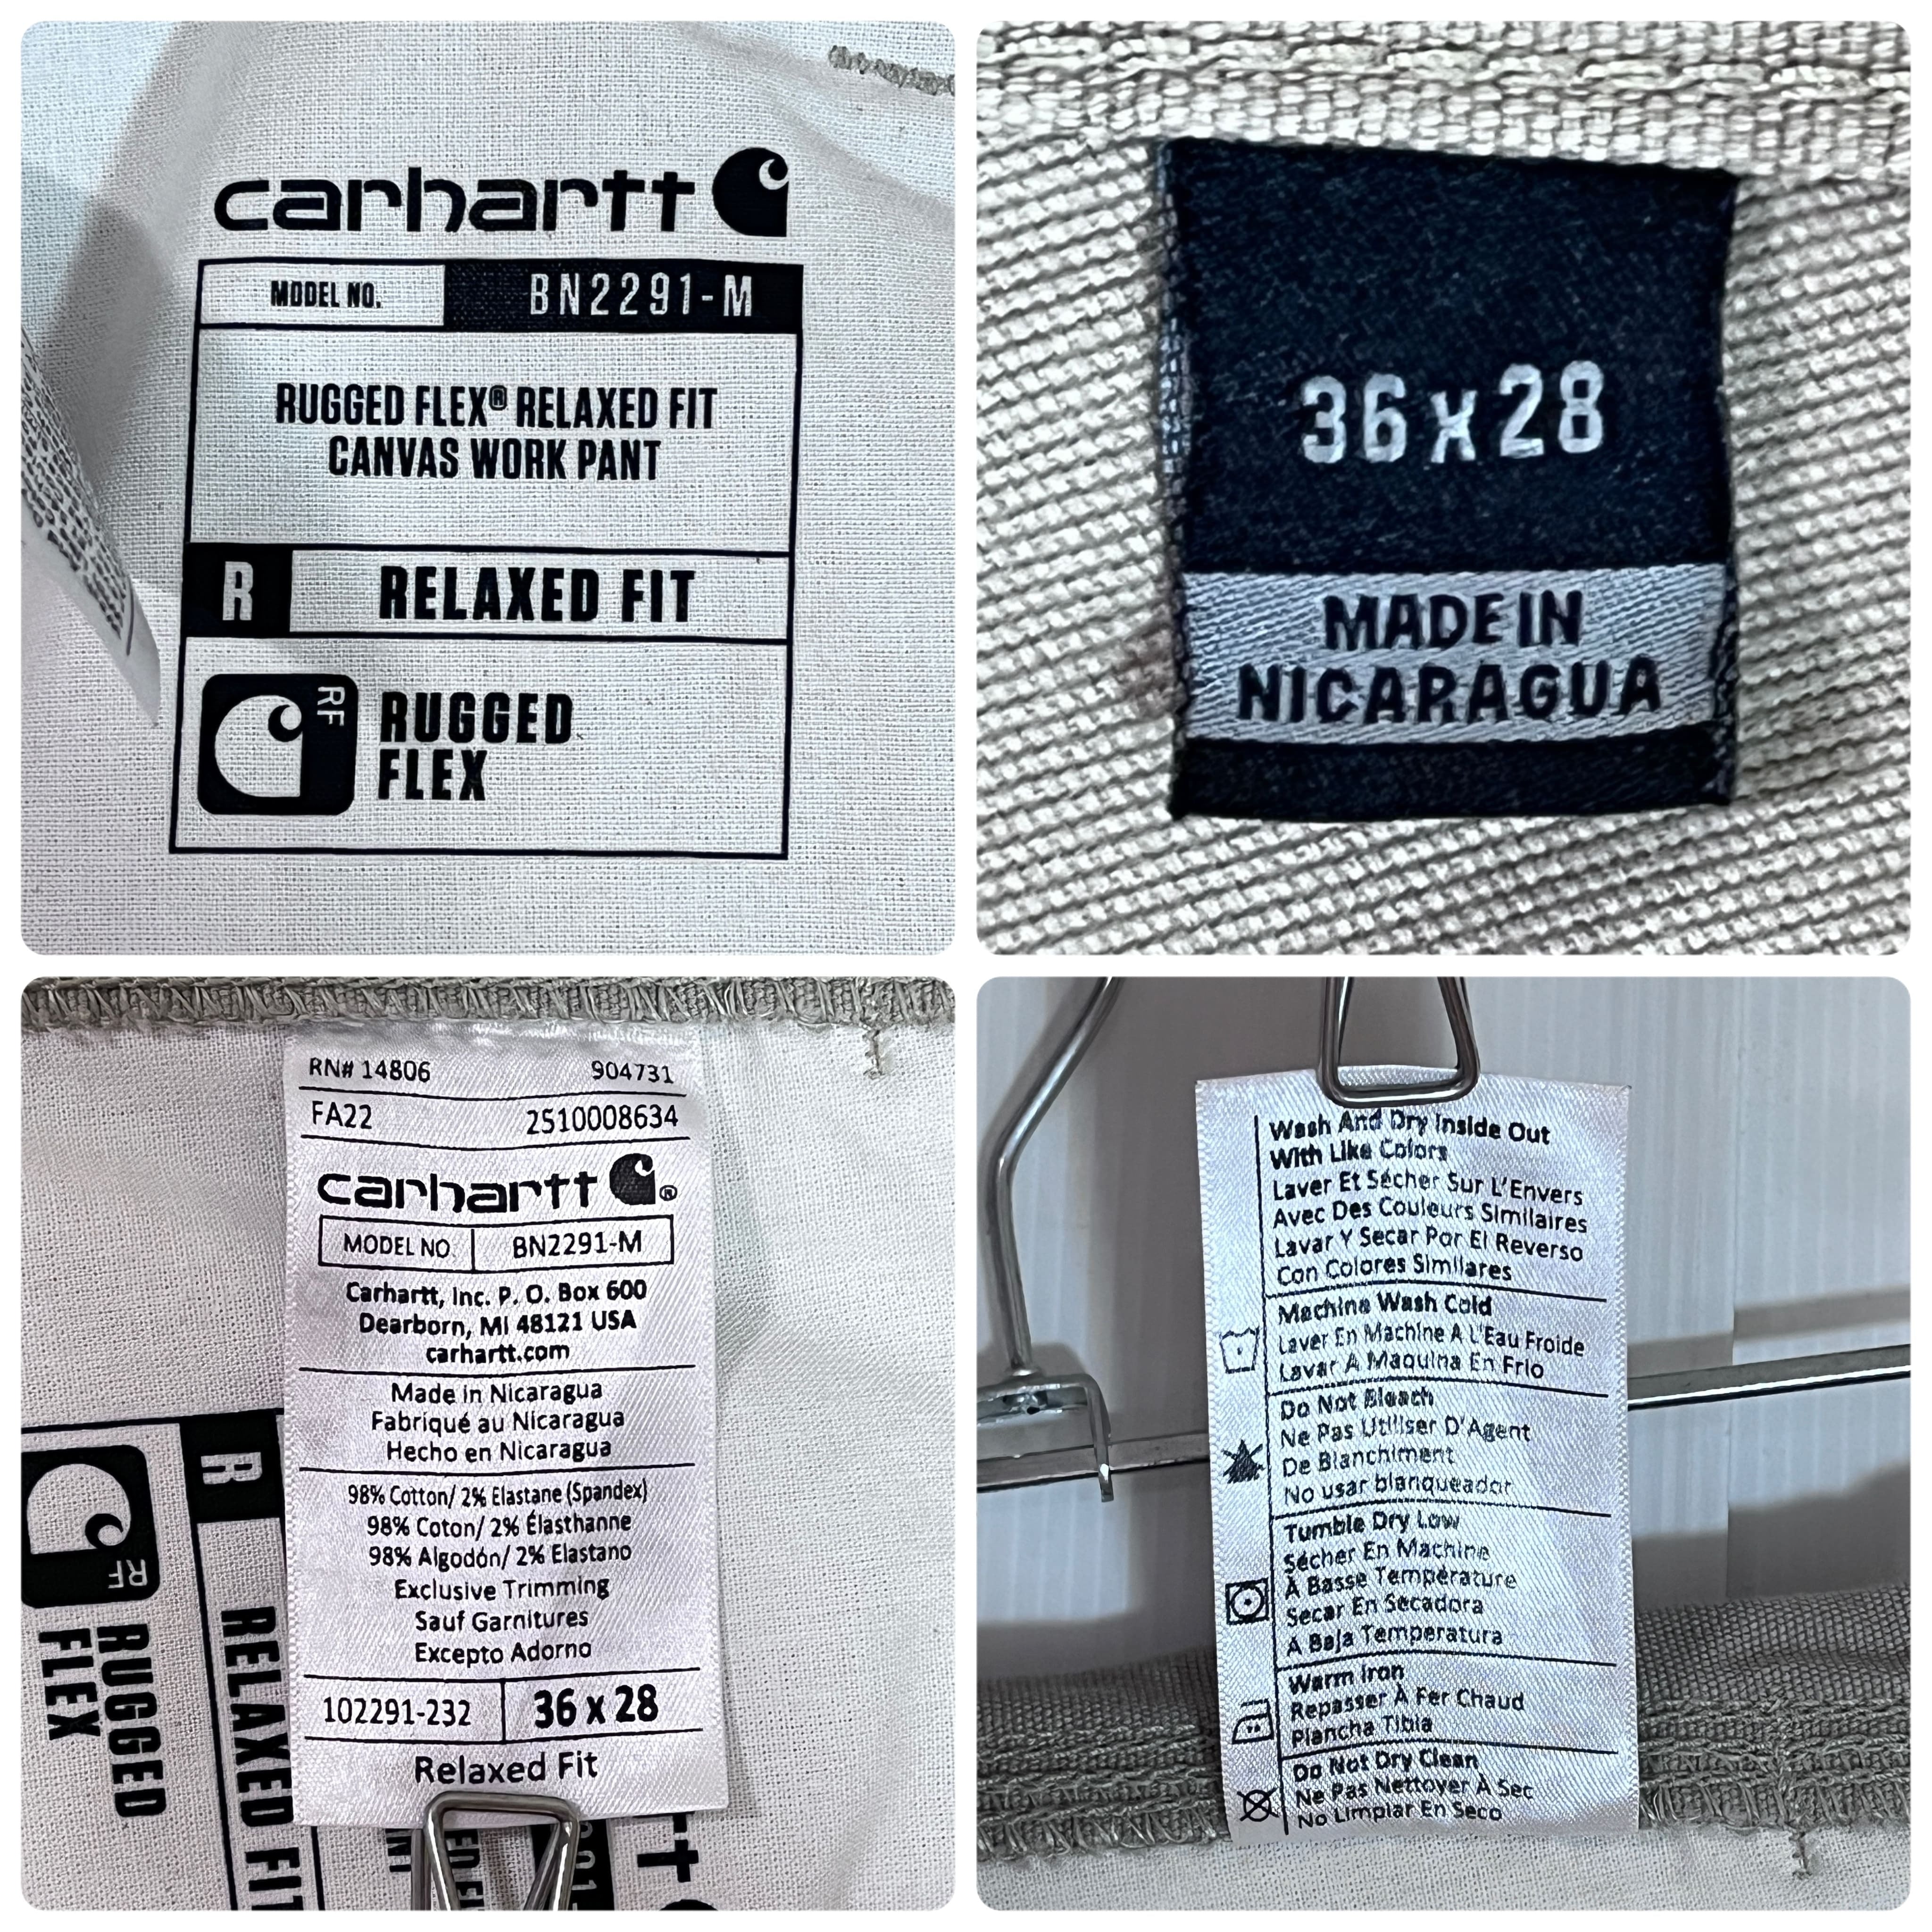 carhartt
MODEL NO. BN2291-M
RUGGED FLEX® RELAXED FIT
CANVAS WORK PANT
R RELAXED FIT
RF
RUGGED
FLEX
36x28
MADE IN
NICARAGUA
RN# 14806 904731
FA22 2510008634
carhartt®
MODEL NO BN2291-M
Carhartt, Inc. P. O. Box 600
Dearborn, MI 48121 USA
carhartt.com
Made in Nicaragua
Fabriqué au Nicaragua
Hecho en Nicaragua
98% Cotton/ 2% Elastane (Spandex)
98% Coton/ 2% Élasthanne
98% Algodón/ 2% Elastano
Exclusive Trimming
Sauf Garnitures
Excepto Adorno
102291-232 36 x 28
Relaxed Fit
R RELAXED FIT
RF
RUGGED
FLEX
Wash And Dry Inside Out
With Like Colors
Laver Et Sécher Sur L'Envers
Avec Des Couleurs Similaires
Lavar Y Secar Por El Reverso
Con Colores Similares
Machine Wash Cold
Laver En Machine A L'Eau Froide
Lavar A Maquina En Frio
Do Not Bleach
Ne Pas Utiliser D'Agent
De Blanchiment
No usar blanqueador
Tumble Dry Low
Sécher En Machine
À Basse Température
Secar En Secadora
A Baja Temperatura
Warm Iron
Repasser À Fer Chaud
Plancha Tibia
Do Not Dry Clean
Ne Pas Nettoyer À Sec
No Limpiar En Seco